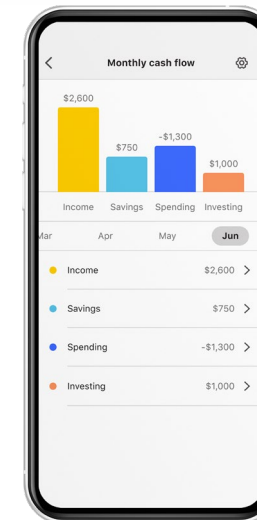 Monthly cash flow
$2,600
-$1,300
$750
$1,000
Income Savings Spending Investing
Mar Apr May Jun
Income $2,600
Savings $750
Spending -$1,300
Investing $1,000